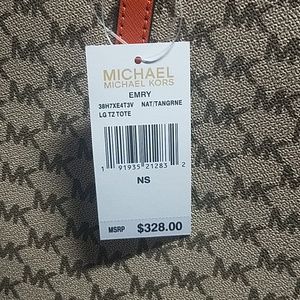 MICHAEL
MICHAEL KORS
EMRY
38H7XE4T3V NAT/TANGRNE
LG TZ TOTE
1 91935 21283 2
NS
MSRP $328.00